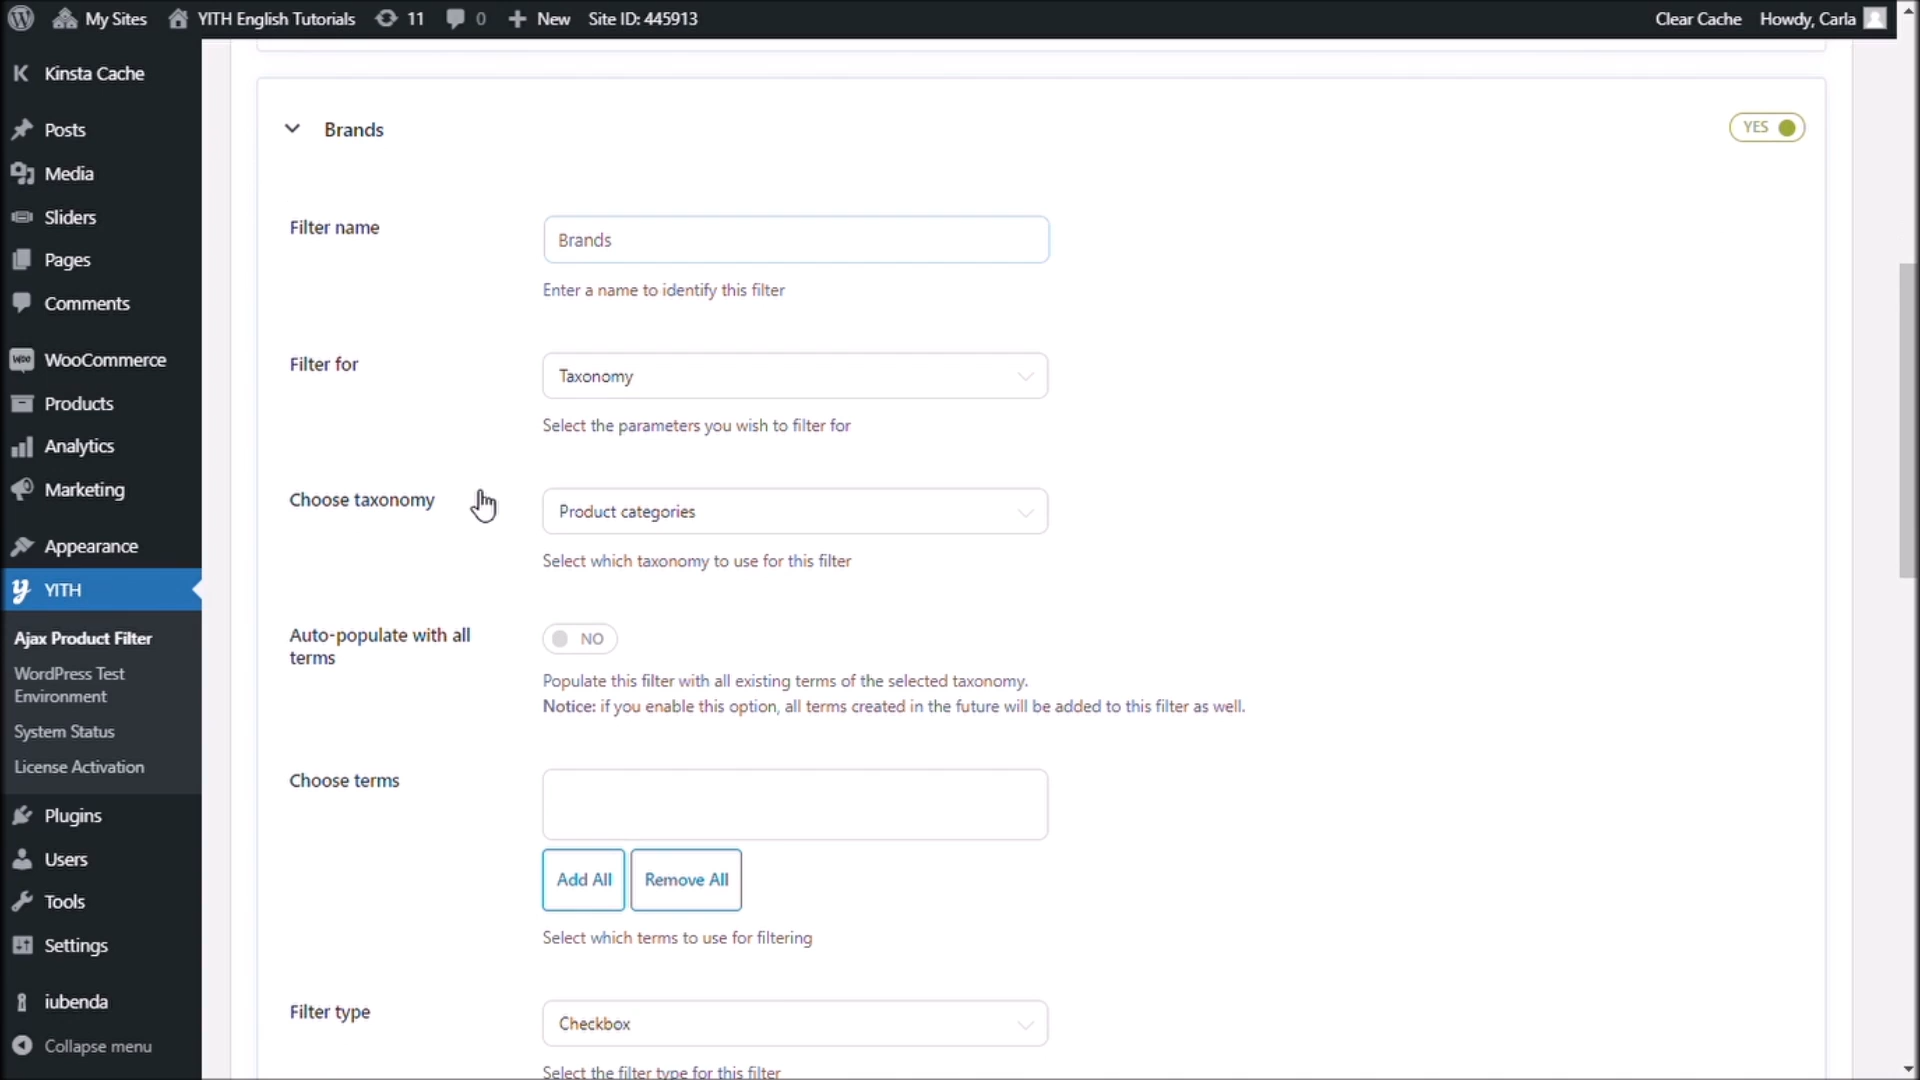 My Sites YITH English Tutorials 11 0 New Site ID: 445913 Clear Cache Howdy, Carla
Kinsta Cache
Posts
Media
Sliders
Pages
Comments
WooCommerce
Products
Analytics
Marketing
Appearance
YITH
Ajax Product Filter
WordPress Test
Environment
System Status
License Activation
Plugins
Users
Tools
Settings
iubenda
Collapse menu
Brands YES
Filter name Brands
Enter a name to identify this filter
Filter for Taxonomy
Select the parameters you wish to filter for
Choose taxonomy Product categories
Select which taxonomy to use for this filter
Auto-populate with all
terms
NO
Populate this filter with all existing terms of the selected taxonomy.
Notice: if you enable this option, all terms created in the future will be added to this filter as well.
Choose terms
Add All Remove All
Select which terms to use for filtering
Filter type Checkbox
Select the filter type for this filter